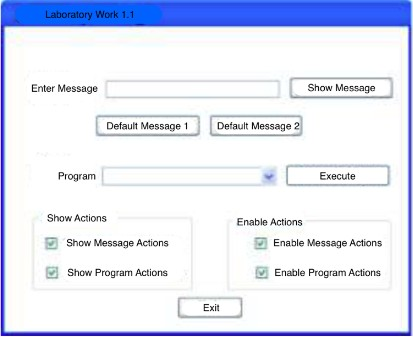 Laboratory Work 1.1
Enter Message Show Message
Default Message 1 Default Message 2
Program Execute
Show Actions Enable Actions
Show Message Actions Enable Message Actions
Show Program Actions Enable Program Actions
Exit